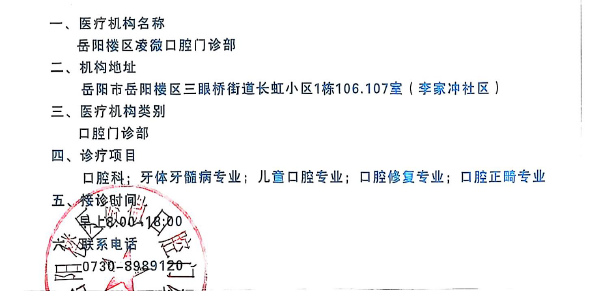 一、医疗机构名称
岳阳楼区凌微口腔门诊部
二、机构地址
岳阳市岳阳楼区三眼桥街道长虹小区1栋106.107室（李家冲社区）
三、医疗机构类别
口腔门诊部
四、诊疗项目
口腔科；牙体牙髓病专业；儿童口腔专业；口腔修复专业；口腔正畸专业
五、接诊时间
早上8:00-18:00
联系电话
0730-8989120